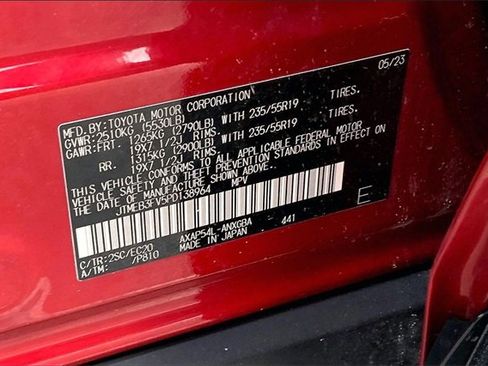 MFD.BY:TOYOTA MOTOR CORPORATION 05/23
GVWR:2510KG (5530LB)
GAWR:FRT. 1265KG (2790LB) WITH 235/55R19 TIRES.
19X7 1/2J RIMS.
RR. 1315KG (2900LB) WITH 235/55R19 TIRES.
19X7 1/2J RIMS.
THIS VEHICLE CONFORMS TO ALL APPLICABLE FEDERAL MOTOR
VEHICLE SAFETY AND THEFT PREVENTION STANDARDS IN EFFECT ON
THE DATE OF MANUFACTURE SHOWN ABOVE.
JTMEB3FV5PD138964 MPV E
C/TR:2SC/EC20 AXAP54L-ANXGBA 441
A/TM: /P810 MADE IN JAPAN